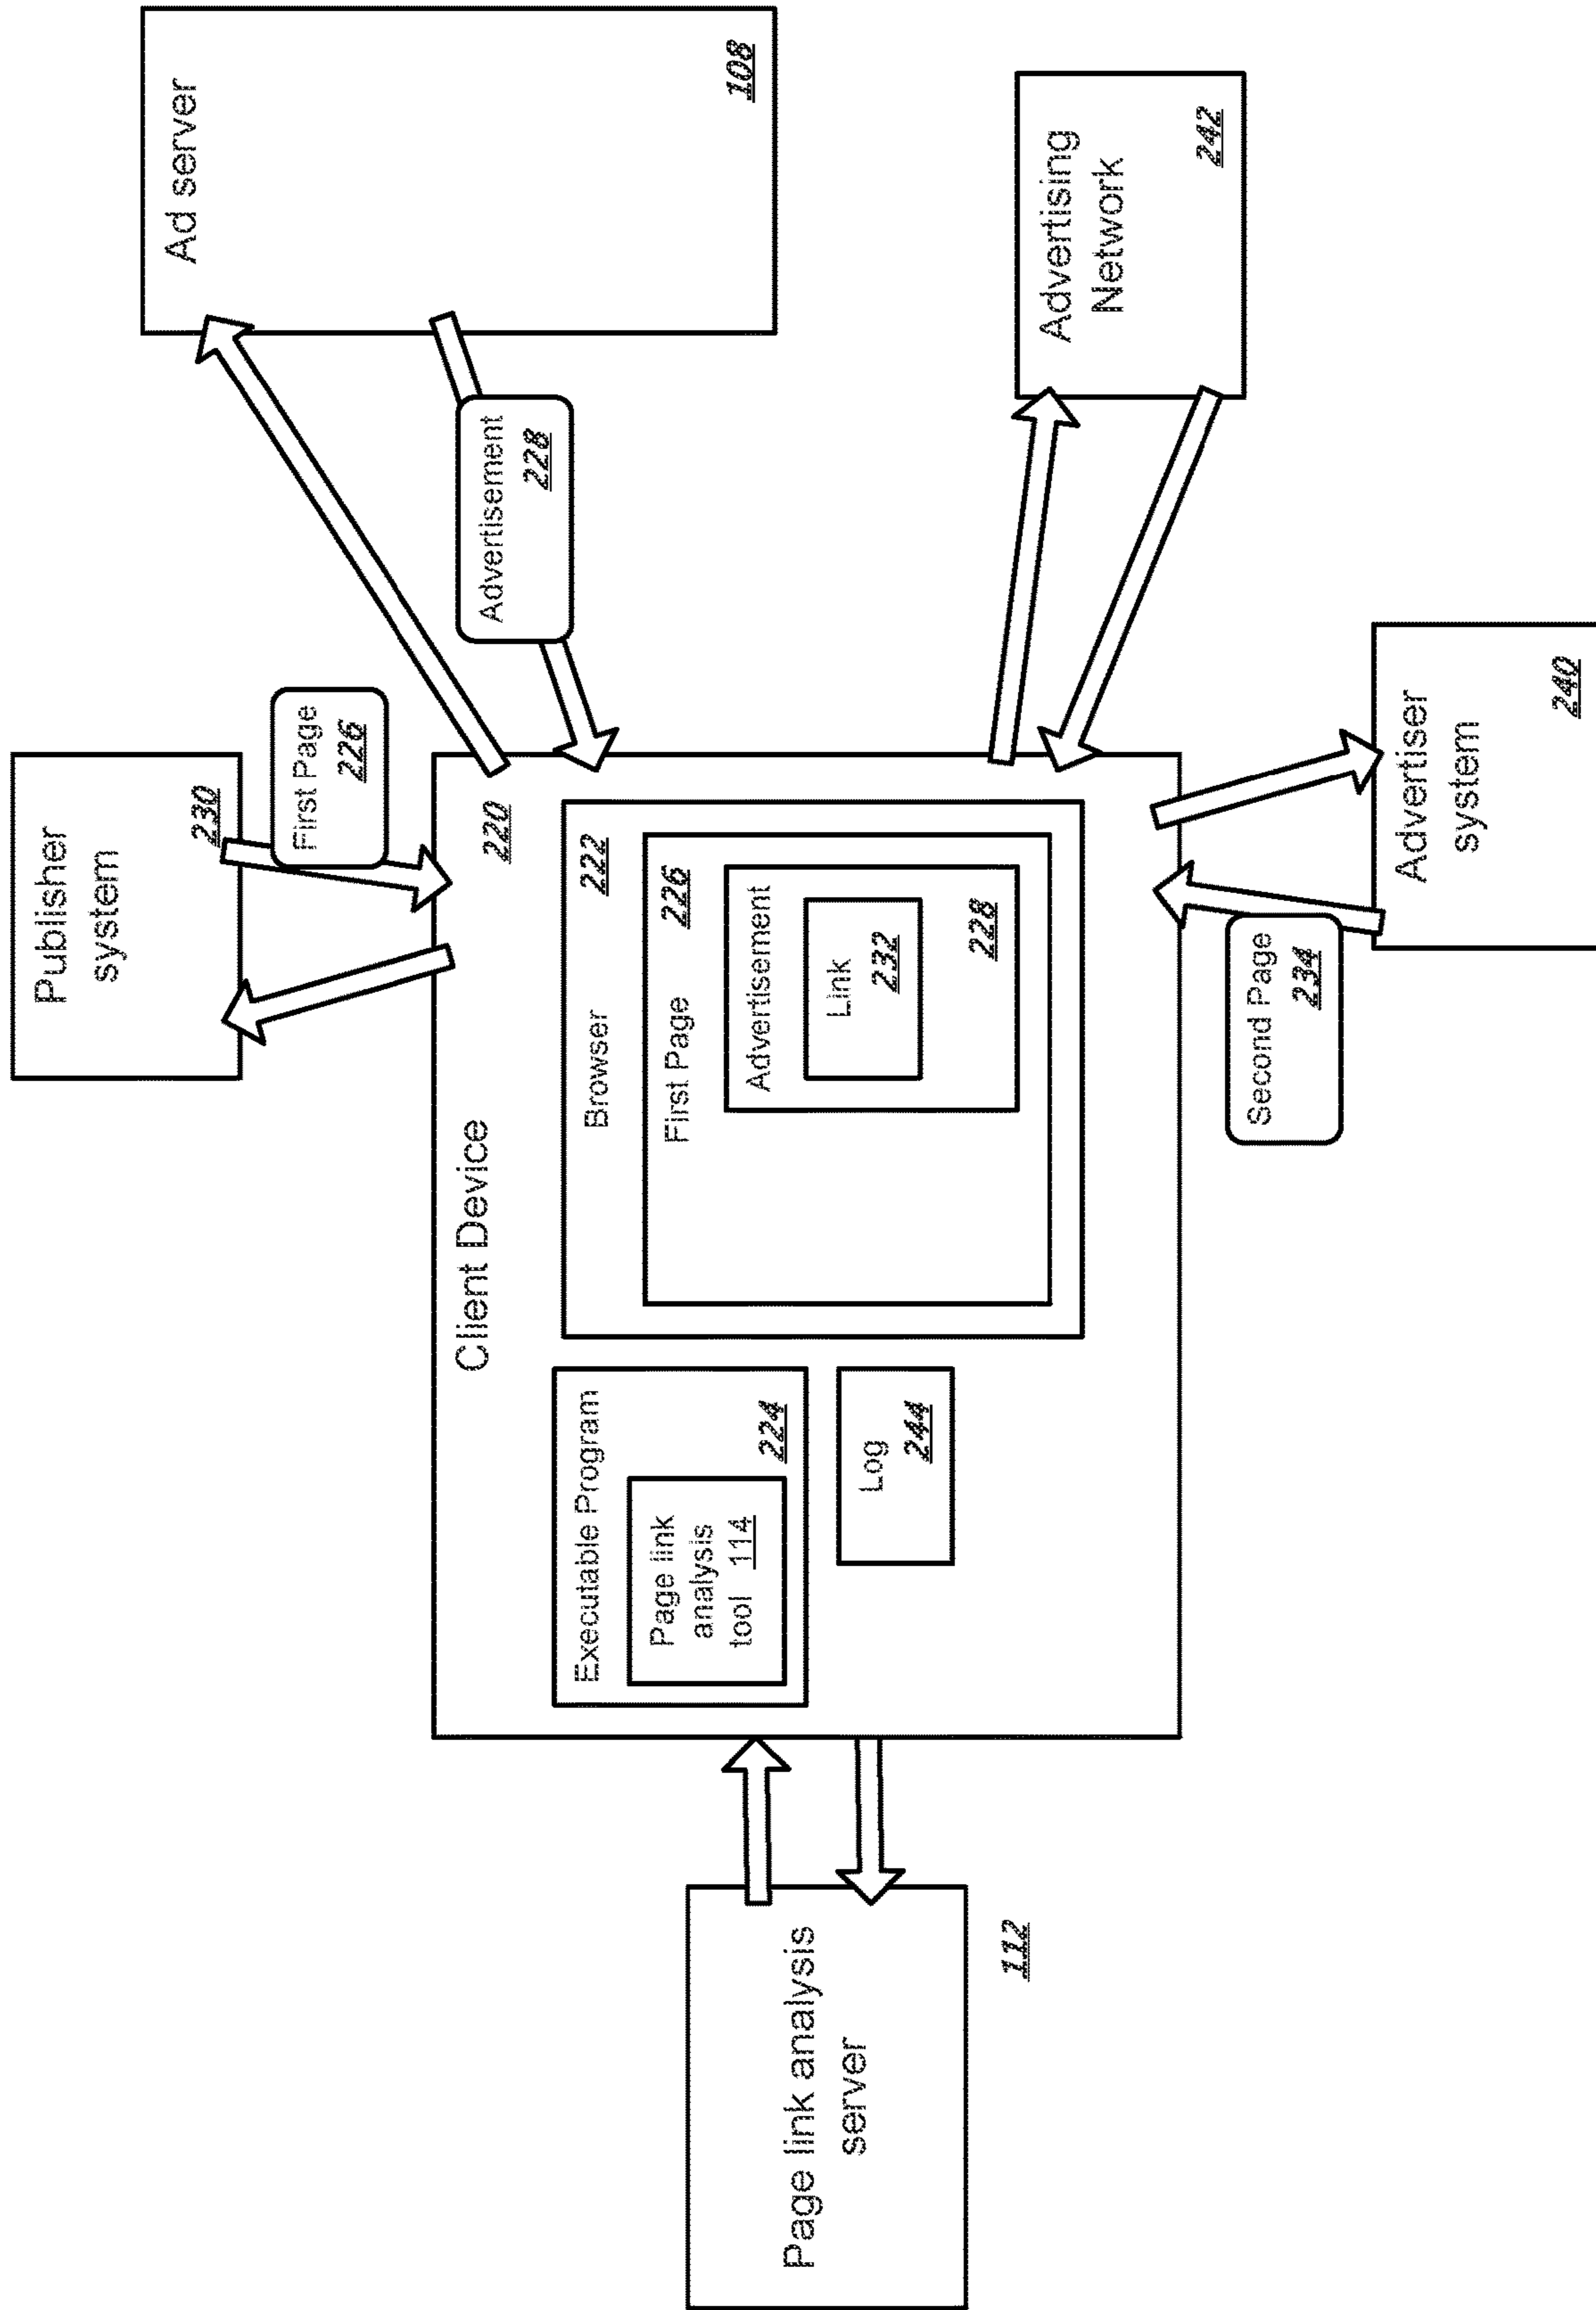 Publisher
system
230
First Page
226
Ad server
108
Advertisement
228
Client Device
220
Executable Program
224
Page link
analysis
tool 114
Log
244
Browser
222
First Page
226
Advertisement
Link
232
228
Page link analysis
server
112
Advertising
Network
242
Second Page
234
Advertiser
system
240